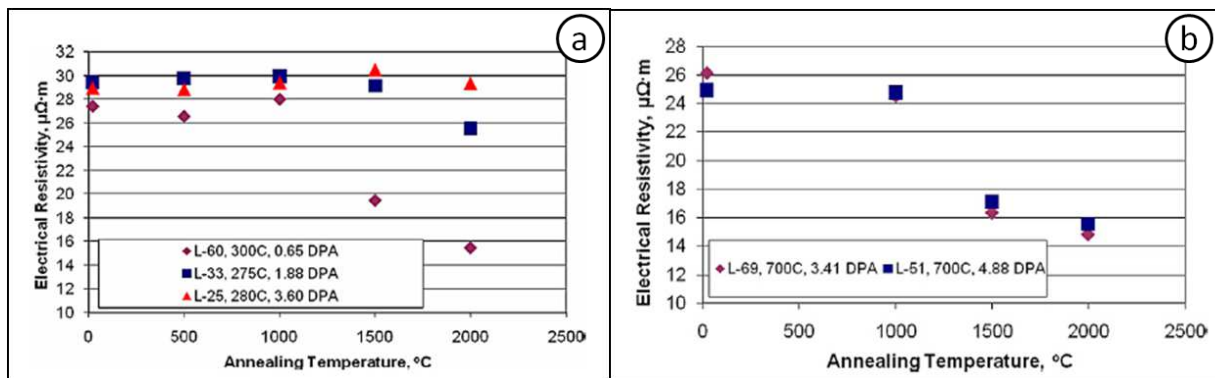 a
Electrical Resistivity, μΩ·m
32
30
28
26
24
22
20
18
16
14
12
10
L-60, 300C, 0.65 DPA
L-33, 275C, 1.88 DPA
L-25, 280C, 3.60 DPA
0 500 1000 1500 2000 2500
Annealing Temperature, ºC
b
Electrical Resistivity, μΩ·m
28
26
24
22
20
18
16
14
12
10
L-69, 700C, 3.41 DPA L-51, 700C, 4.88 DPA
0 500 1000 1500 2000 2500
Annealing Temperature, ºC